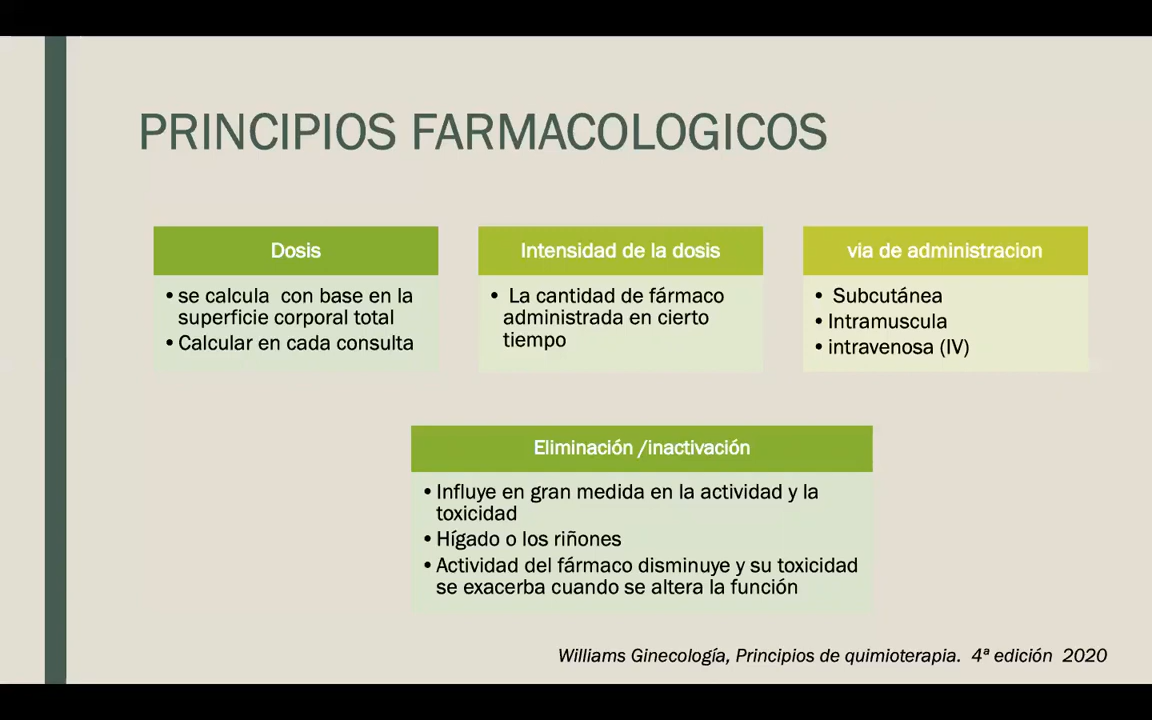 PRINCIPIOS FARMACOLOGICOS
Dosis
•se calcula con base en la
superficie corporal total
•Calcular en cada consulta
Intensidad de la dosis
• La cantidad de fármaco
administrada en cierto
tiempo
via de administracion
• Subcutánea
•Intramuscula
•intravenosa (IV)
Eliminación /inactivación
•Influye en gran medida en la actividad y la
toxicidad
•Hígado o los riñones
•Actividad del fármaco disminuye y su toxicidad
se exacerba cuando se altera la función
Williams Ginecología, Principios de quimioterapia. 4ª edición 2020